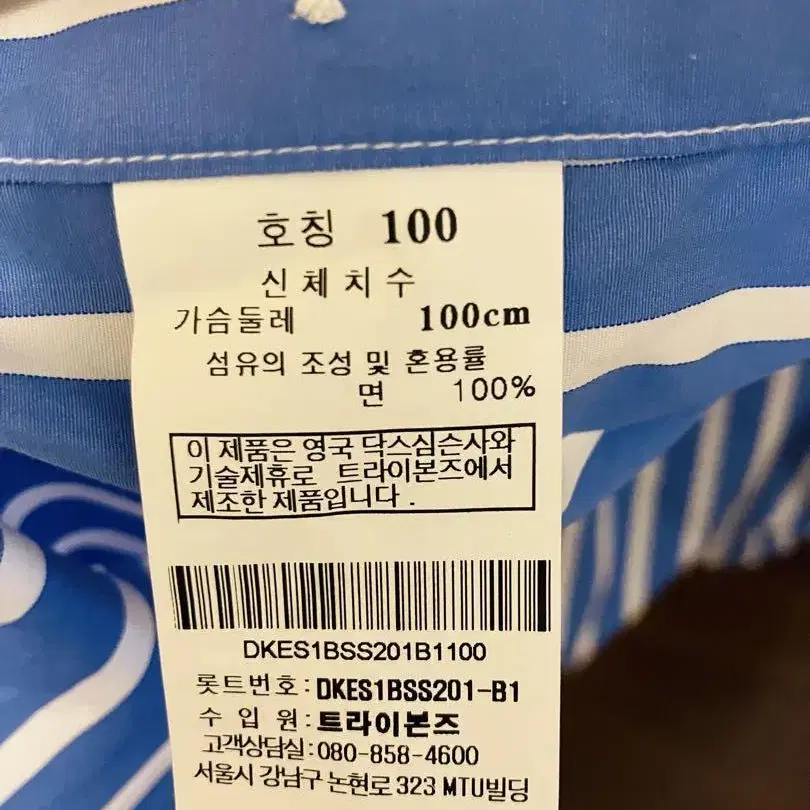 호칭 100
신체치수
가슴둘레 100cm
섬유의 조성 및 혼용률
면 100%
이 제품은 영국 닥스심슨사와
기술제휴로 트라이본즈에서
제조한 제품입니다.
DKES1BSS201B1100
롯트번호: DKES1BSS201-B1
수 입 원: 트라이본즈
고객상담실: 080-858-4600
서울시 강남구 논현로 323 MTU빌딩